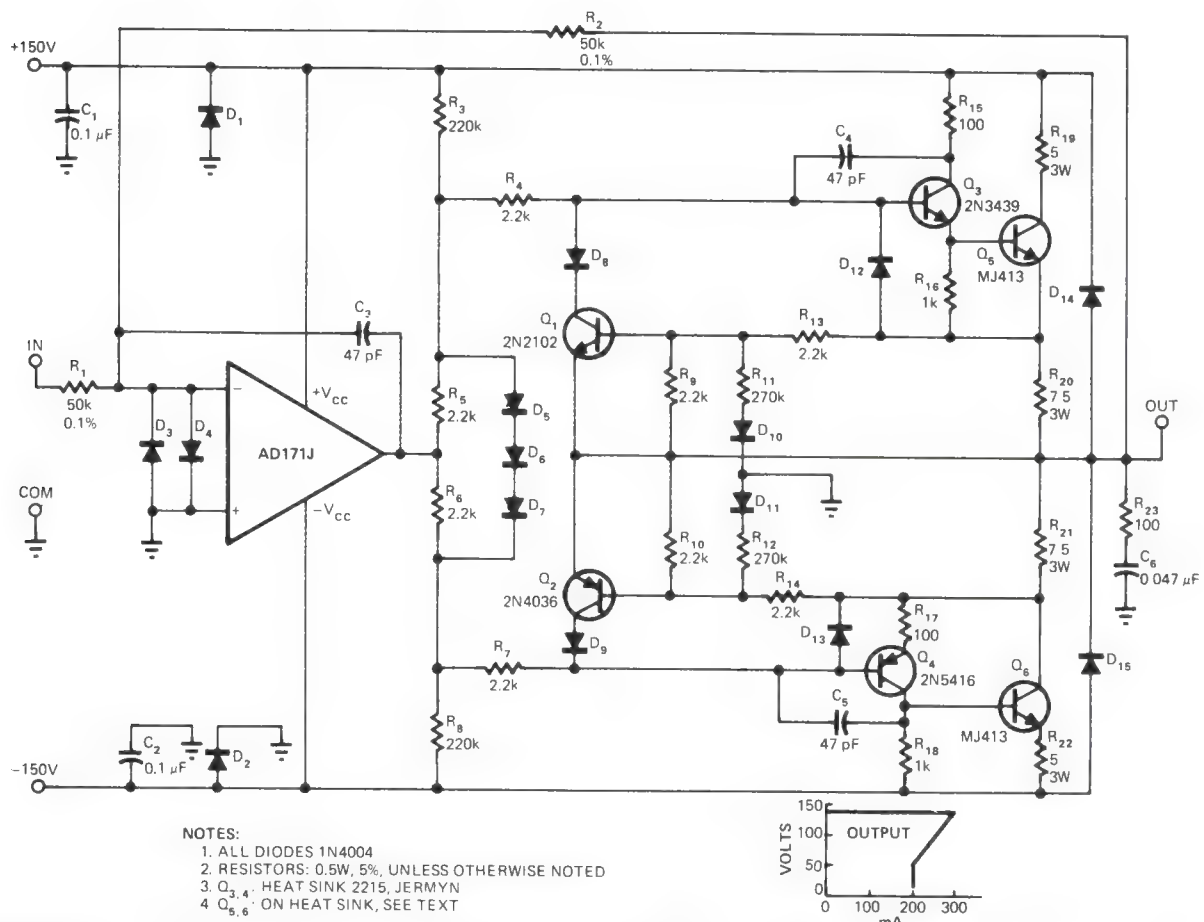 R2
50k
0.1%
+150V
C1
0.1 μF
D1
R3
220k
R15
100
C4
47 pF
R19
5
3W
R4
2.2k
Q3
2N3439
Q5
MJ413
D8
D12
R16
1k
D14
C3
47 pF
Q1
2N2102
R13
2.2k
IN
R1
50k
0.1%
+VCC
R5
2.2k
D5
R9
2.2k
R11
270k
R20
7 5
3W
OUT
D3
D4
D10
D6
AD171J
COM
−VCC
R6
2.2k
D7
D11
R10
2.2k
R12
270k
R21
7 5
3W
R23
100
C6
0 047 μF
Q2
2N4036
R14
2.2k
D9
D13
R17
100
R7
2.2k
Q4
2N5416
Q6
D15
C5
47 pF
MJ413
R8
220k
R18
1k
R22
5
3W
C2
0.1 μF
D2
−150V
NOTES:
1. ALL DIODES 1N4004
2. RESISTORS: 0.5W, 5%, UNLESS OTHERWISE NOTED
3. Q3,4. HEAT SINK 2215, JERMYN
4 Q5,6 ON HEAT SINK, SEE TEXT
VOLTS
150
100
50
0
OUTPUT
0 100 200 300
mA